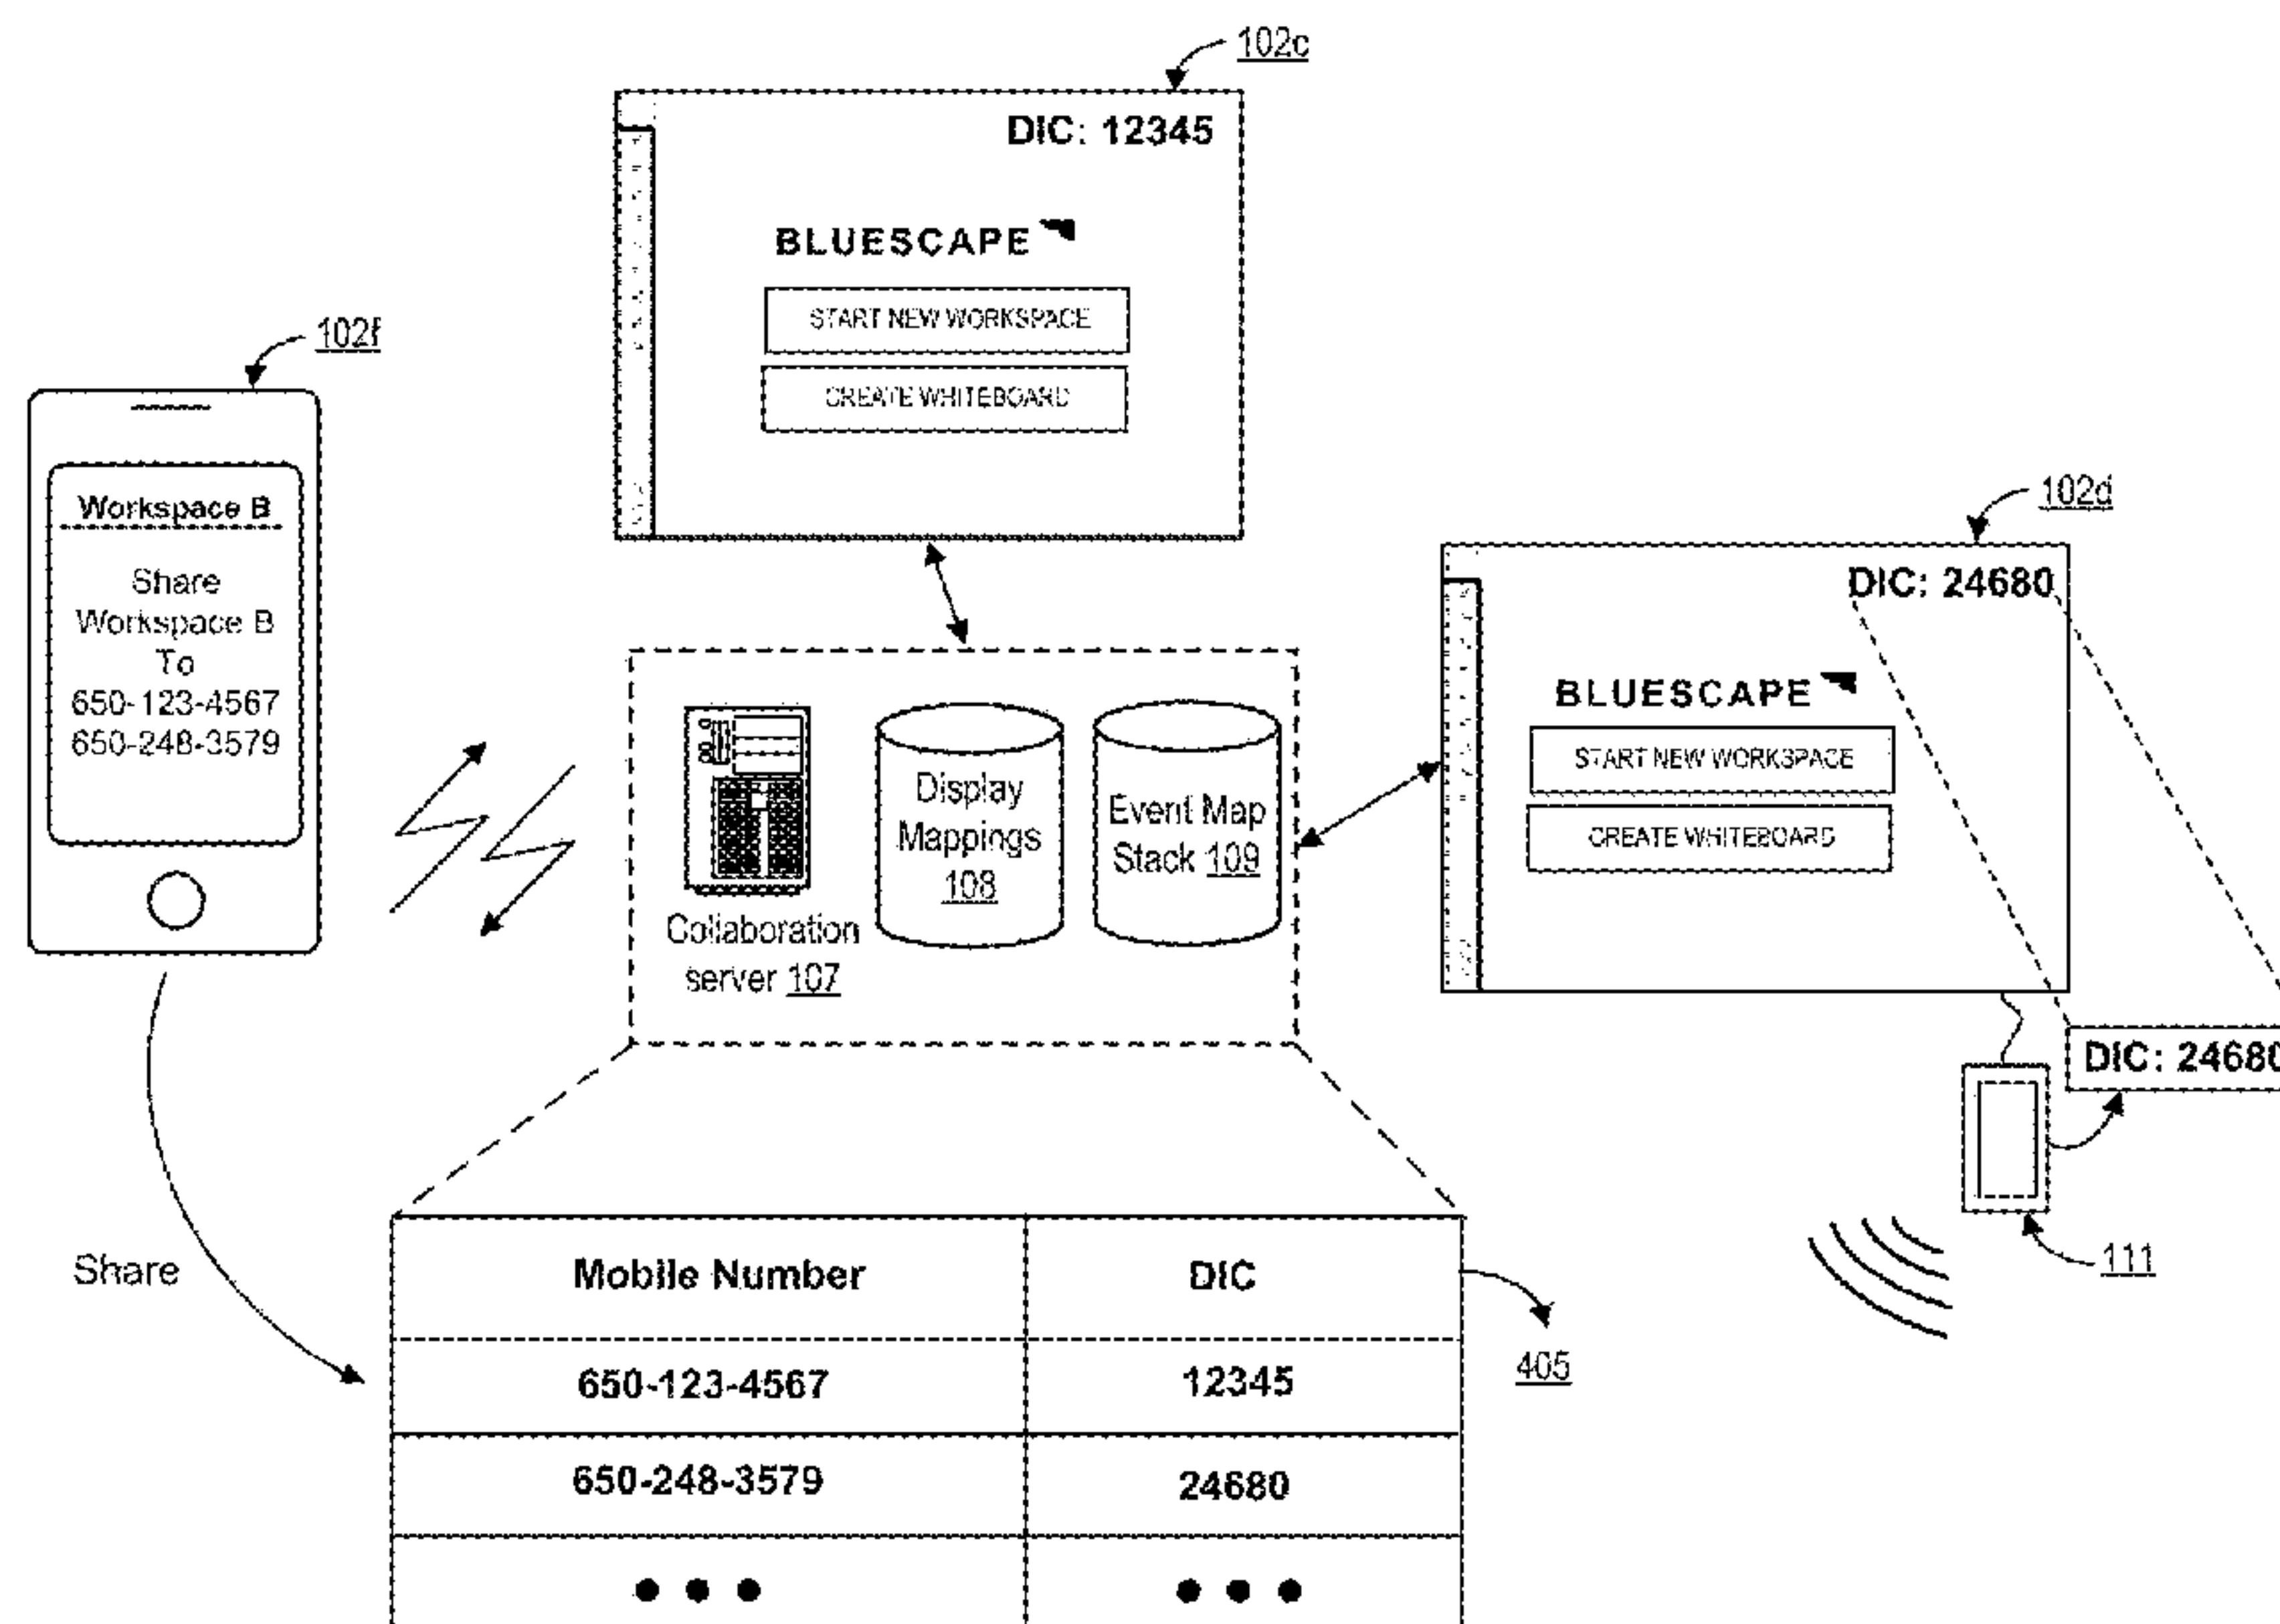 102c
DIC: 12345
BLUESCAPE
START NEW WORKSPACE
CREATE WHITEBOARD
102f
Workspace B
Share
Workspace B
To
650-123-4567
650-248-3579
102d
DIC: 24680
BLUESCAPE
START NEW WORKSPACE
CREATE WHITEBOARD
Collaboration
server 107
Display
Mappings
108
Event Map
Stack 109
DIC: 24680
111
Share
Mobile Number DIC
650-123-4567 12345
650-248-3579 24680
405